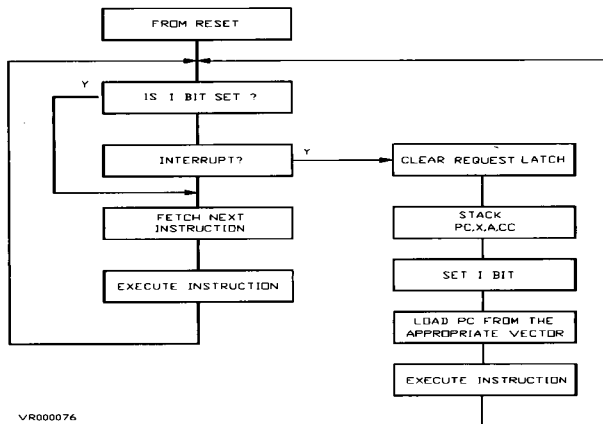 FROM RESET
Y
IS I BIT SET ?
INTERRUPT?
Y
CLEAR REQUEST LATCH
FETCH NEXT
INSTRUCTION
STACK
PC,X,A,CC
EXECUTE INSTRUCTION
SET I BIT
LOAD PC FROM THE
APPROPRIATE VECTOR
EXECUTE INSTRUCTION
VR000076